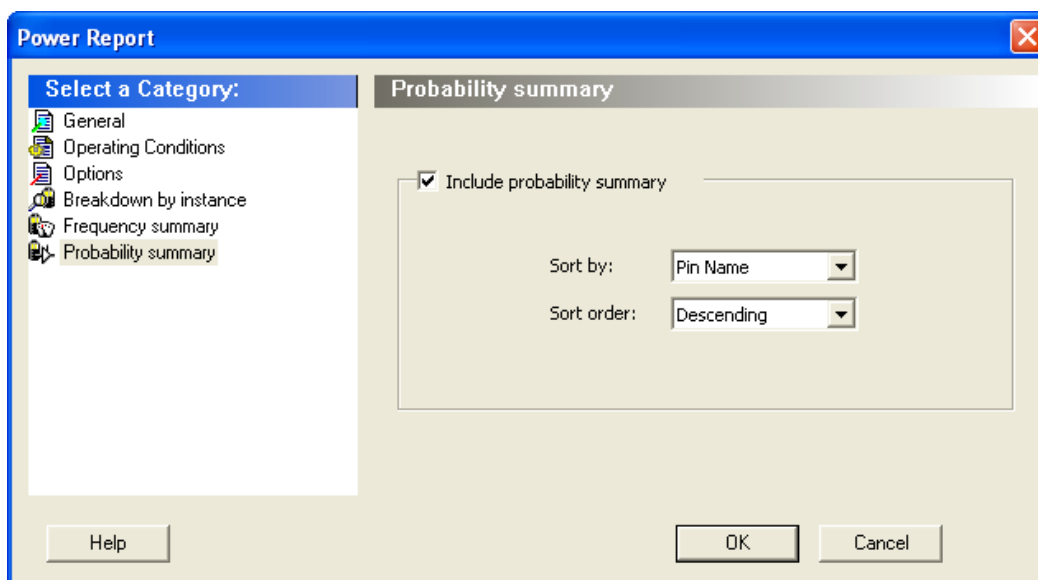 Power Report
Select a Category:
General
Operating Conditions
Options
Breakdown by instance
Frequency summary
Probability summary
Probability summary
Include probability summary
Sort by:
Pin Name
Sort order:
Descending
Help
OK
Cancel